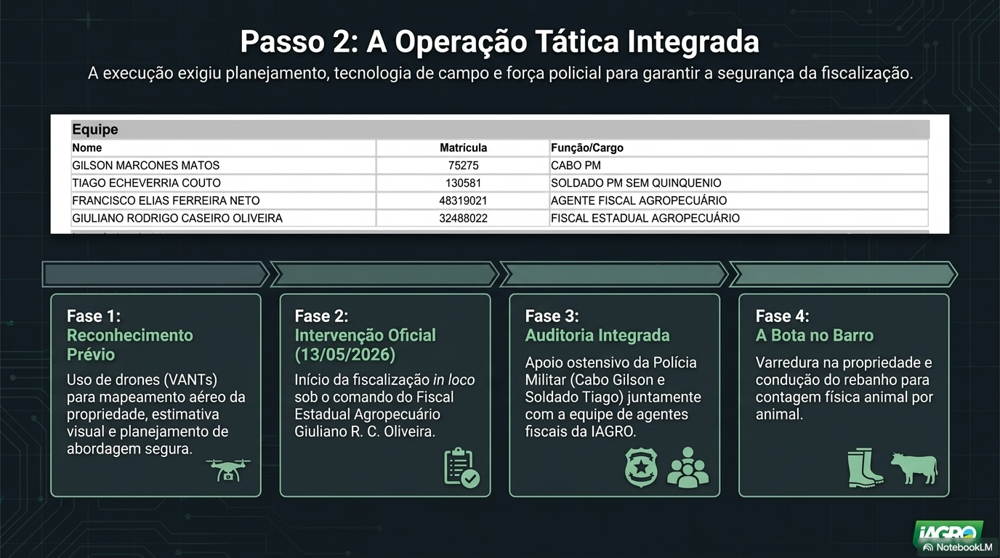 Passo 2: A Operação Tática Integrada
A execução exigiu planejamento, tecnologia de campo e força policial para garantir a segurança da fiscalização.
Equipe
Nome Matrícula Função/Cargo
GILSON MARCONES MATOS 75275 CABO PM
TIAGO ECHEVERRIA COUTO 130581 SOLDADO PM SEM QUINQUENIO
FRANCISCO ELIAS FERREIRA NETO 48319021 AGENTE FISCAL AGROPECUÁRIO
GIULIANO RODRIGO CASEIRO OLIVEIRA 32488022 FISCAL ESTADUAL AGROPECUÁRIO
Fase 1:
Reconhecimento
Prévio
Uso de drones (VANTs)
para mapeamento aéreo da
propriedade, estimativa
visual e planejamento de
abordagem segura.
Fase 2:
Intervenção Oficial
(13/05/2026)
Início da fiscalização in loco
sob o comando do Fiscal
Estadual Agropecuário
Giuliano R. C. Oliveira.
Fase 3:
Auditoria Integrada
Apoio ostensivo da Polícia
Militar (Cabo Gilson e
Soldado Tiago) juntamente
com a equipe de agentes
fiscais da IAGRO.
Fase 4:
A Bota no Barro
Varredura na propriedade e
condução do rebanho para
contagem física animal por
animal.
iAGRO
NotebookLM